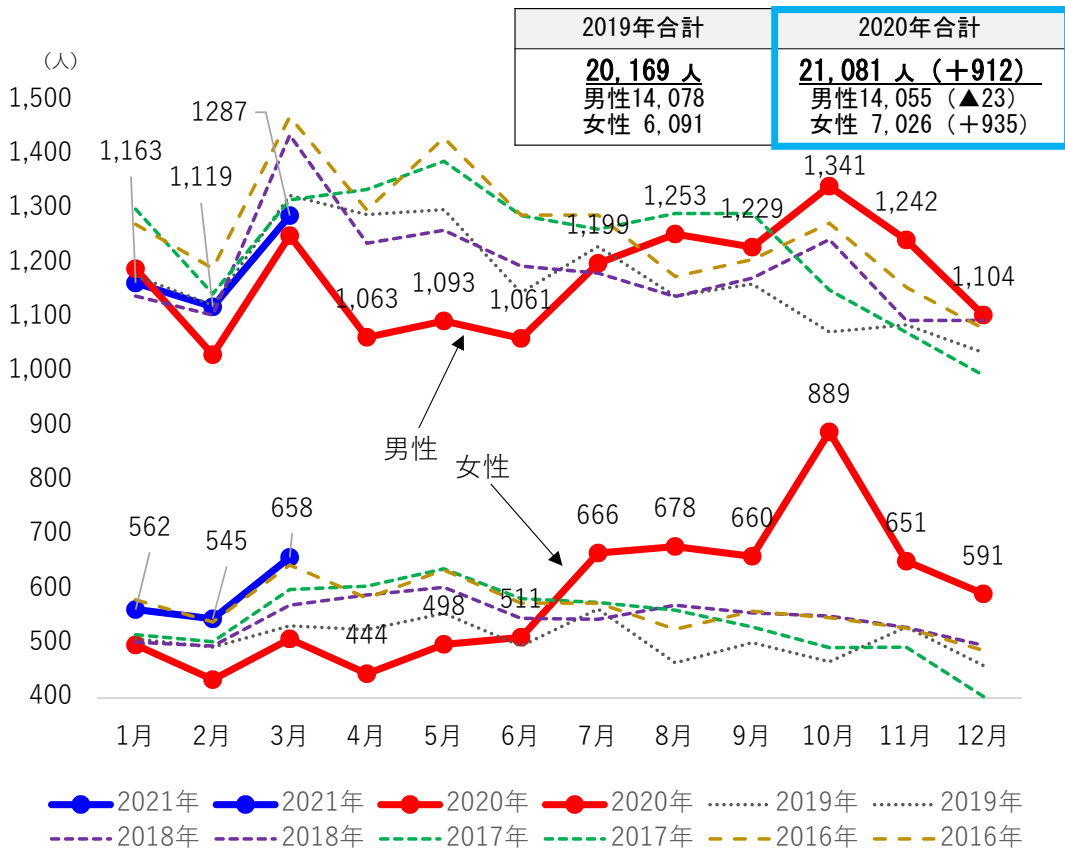 2019年合計
2020年合計
20,169 人
男性14,078
女性 6,091
21,081 人（＋912）
男性14,055（▲23）
女性 7,026（＋935）
（人）
1,500
1,400
1,300
1,200
1,100
1,000
900
800
700
600
500
400
1,163
1,119
1287
1,063
1,093
1,061
1,199
1,253
1,229
1,341
1,242
1,104
男性
女性
562
545
658
444
498
511
666
678
660
889
651
591
1月 2月 3月 4月 5月 6月 7月 8月 9月 10月 11月 12月
2021年 2021年 2020年 2020年 2019年 2019年
2018年 2018年 2017年 2017年 2016年 2016年